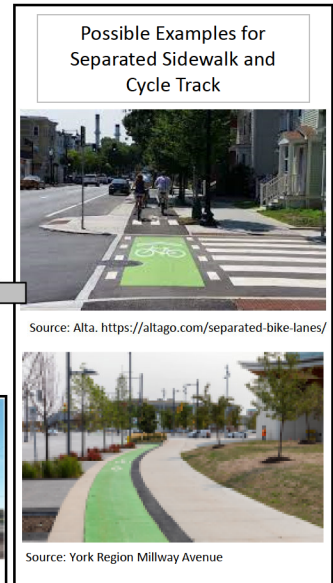 Possible Examples for
Separated Sidewalk and
Cycle Track
Source: Alta. https://altago.com/separated-bike-lanes/
Source: York Region Millway Avenue